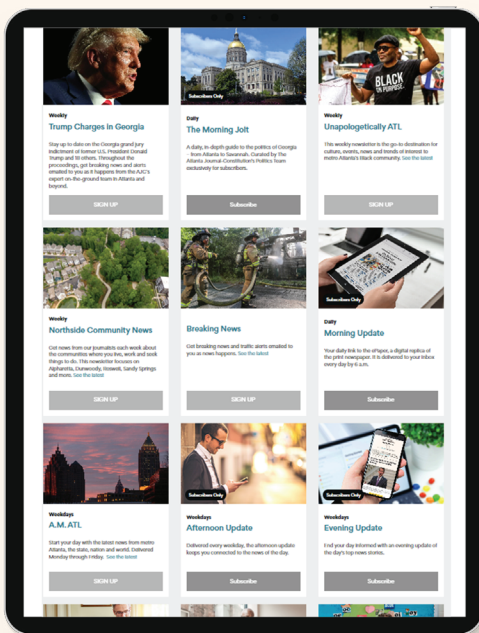 BLACK
ON PURPOSE.
Subscribers Only
Weekly
Trump Charges in Georgia
Stay up to date on the Georgia grand jury
indictment of former U.S. President Donald
Trump and 18 others. Throughout the
proceedings, get breaking news and alerts
emailed to you as it happens from the AJC's
expert on-the-ground team in Atlanta and
beyond.
SIGN UP
Daily
The Morning Jolt
A daily, in-depth guide to the politics of Georgia
– from Atlanta to Savannah. Curated by The
Atlanta Journal-Constitution's Politics Team
exclusively for subscribers.
Subscribe
Weekly
Unapologetically ATL
This weekly newsletter is the go-to destination for
culture, events, news and trends of interest to
metro Atlanta's Black community. See the latest
SIGN UP
Weekly
Northside Community News
Get news from our journalists each week about
the communities where you live, work and seek
things to do. This newsletter focuses on
Alpharetta, Dunwoody, Roswell, Sandy Springs
and more. See the latest
SIGN UP
Breaking News
Get breaking news and traffic alerts emailed to
you as news happens. See the latest
SIGN UP
Subscribers Only
Daily
Morning Update
Your daily link to the ePaper, a digital replica of
the print newspaper. It is delivered to your inbox
every day by 6 a.m.
Subscribe
Weekdays
A.M. ATL
Start your day with the latest news from metro
Atlanta, the state, nation and world. Delivered
Monday through Friday. See the latest
SIGN UP
Subscribers Only
Weekdays
Afternoon Update
Delivered every weekday, the afternoon update
keeps you connected to the news of the day.
Subscribe
Subscribers Only
Weekdays
Evening Update
End your day informed with an evening update of
the day's top news stories.
Subscribe